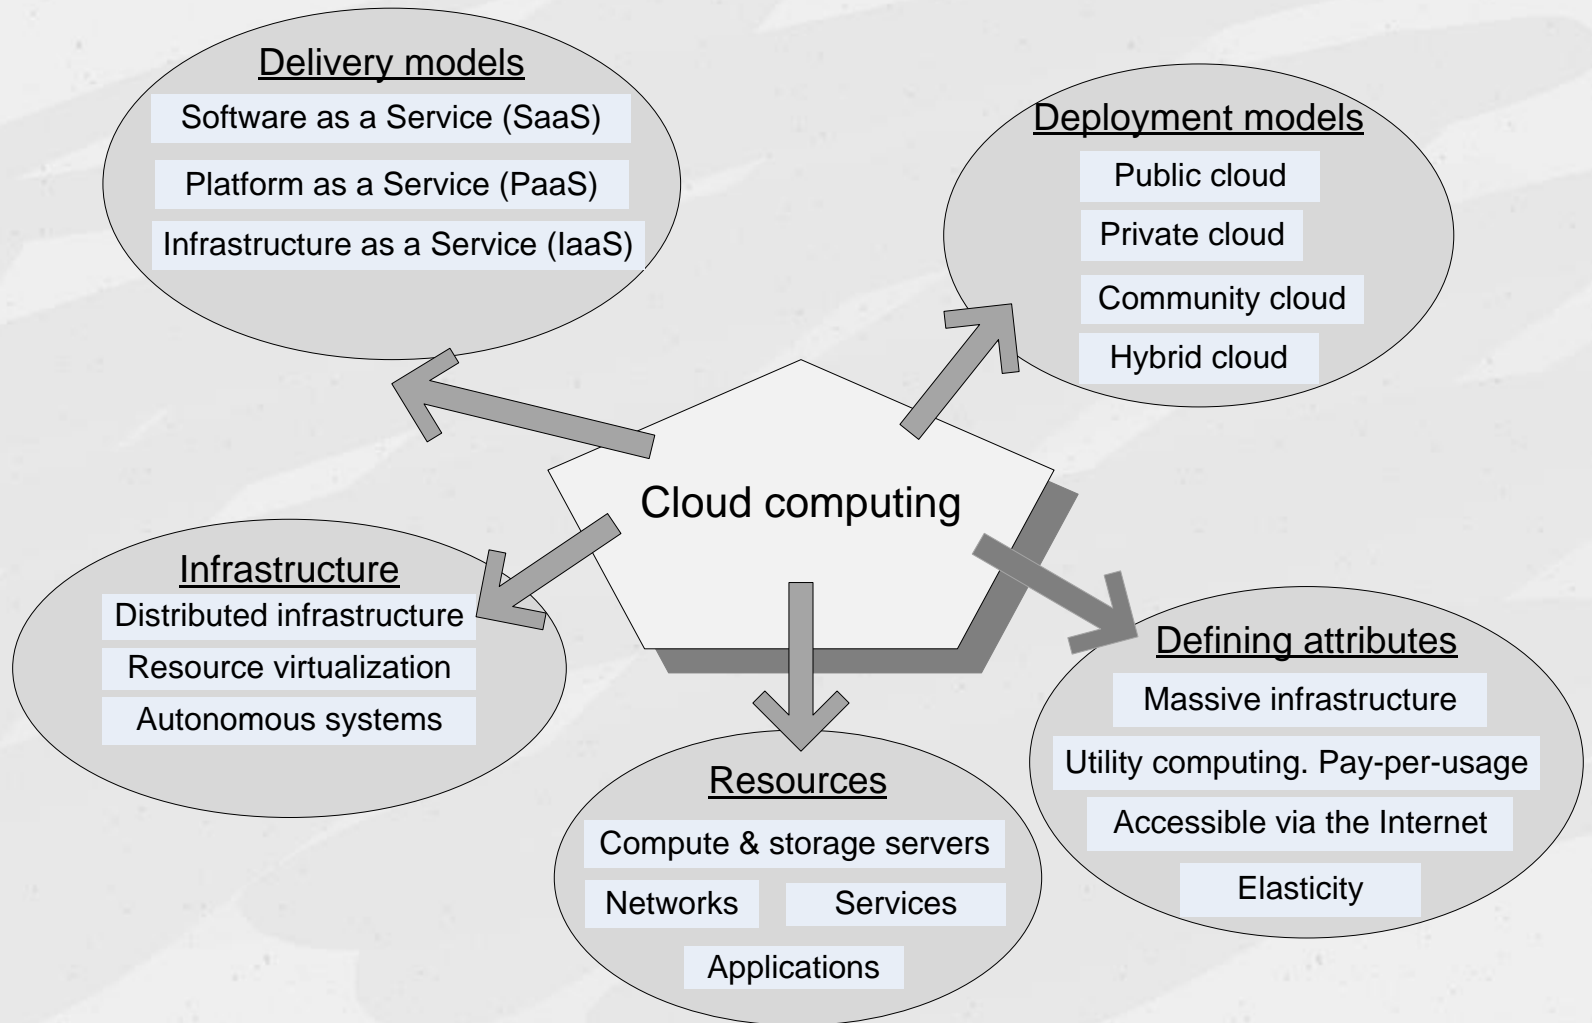 Delivery models
Software as a Service (SaaS)
Platform as a Service (PaaS)
Infrastructure as a Service (IaaS)
Deployment models
Public cloud
Private cloud
Community cloud
Hybrid cloud
Cloud computing
Infrastructure
Distributed infrastructure
Resource virtualization
Autonomous systems
Resources
Compute & storage servers
Networks Services
Applications
Defining attributes
Massive infrastructure
Utility computing. Pay-per-usage
Accessible via the Internet
Elasticity